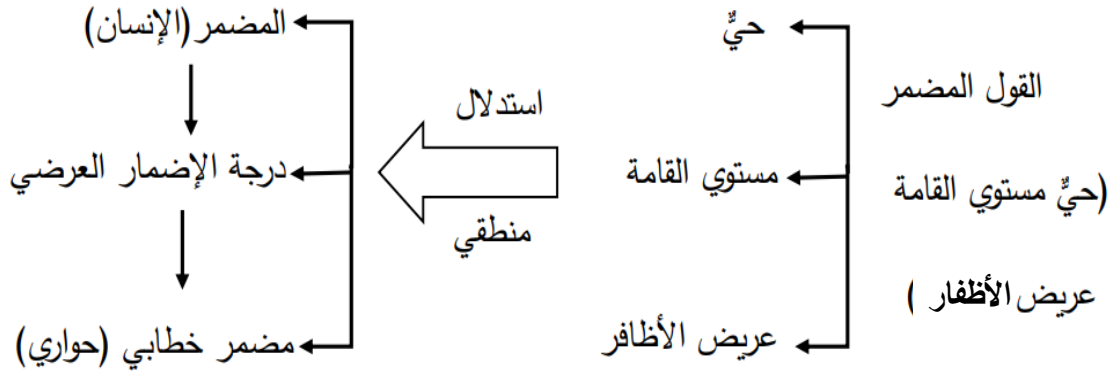 القول المضمر
(حيٌّ مستوي القامة
عريض الأظفار )
حيٌّ
مستوي القامة
عريض الأظافر
استدلال
منطقي
المضمر (الإنسان)
درجة الإضمار العرضي
مضمر خطابي (حواري)